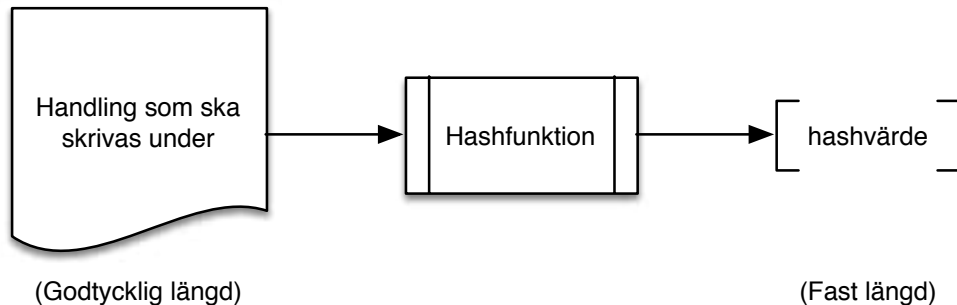 Handling som ska
skrivas under
Hashfunktion
hashvärde
(Godtycklig längd)
(Fast längd)